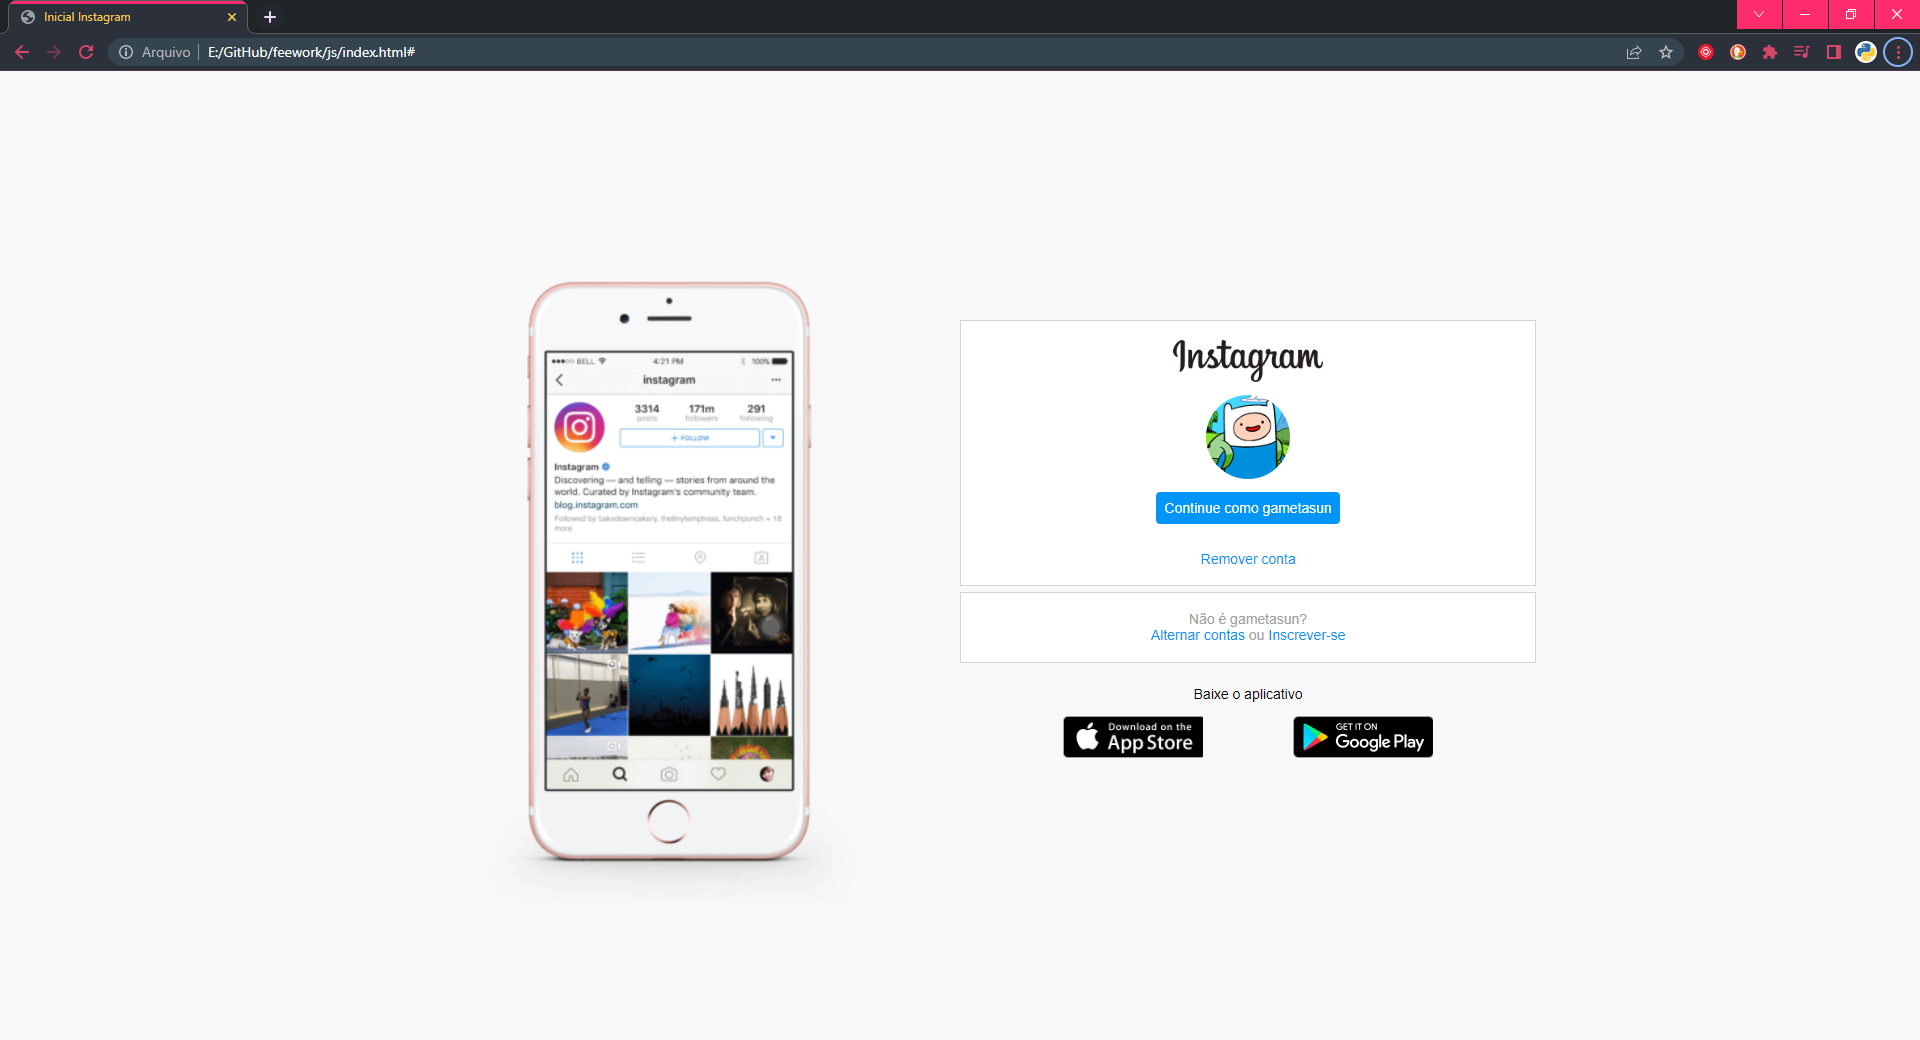 Inicial Instagram
Arquivo
E:/GitHub/feework/js/index.html#
BELL
4:21 PM
100%
instagram
3314
171m
291
posts
followers
following
+ FOLLOW
Instagram
Discovering — and telling — stories from around the
world. Curated by Instagram's community team.
blog.instagram.com
Followed by bakedowncakery, thetinytemptress, funchpunch + 18
more
Instagram
Continue como gametasun
Remover conta
Não é gametasun?
Alternar contas ou Inscrever-se
Baixe o aplicativo
Download on the
App Store
GET IT ON
Google Play